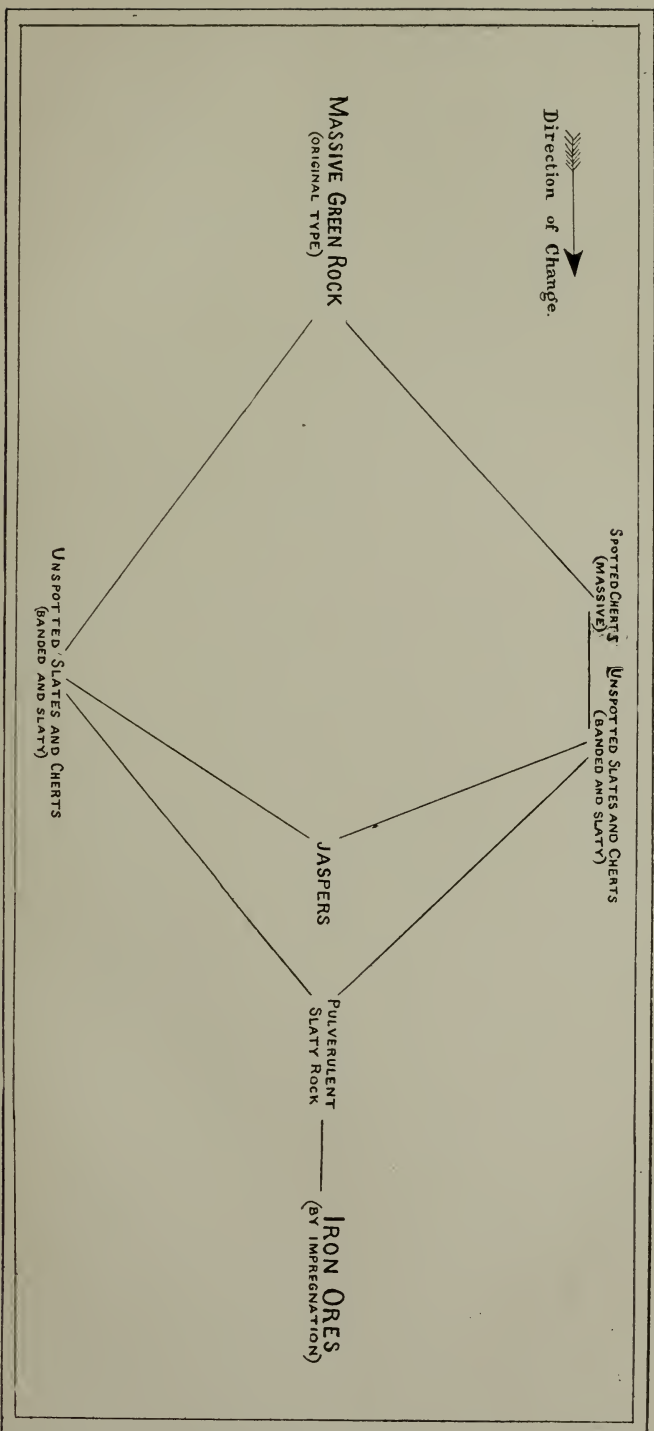 Direction of Change.
MASSIVE GREEN ROCK
(ORIGINAL TYPE)
SPOTTED CHERTS
(MASSIVE)
UNSPOTTED SLATES AND CHERTS
(BANDED AND SLATY)
UNSPOTTED SLATES AND CHERTS
(BANDED AND SLATY)
JASPERS
PULVERULENT
SLATY ROCK
IRON ORES
(BY IMPREGNATION)